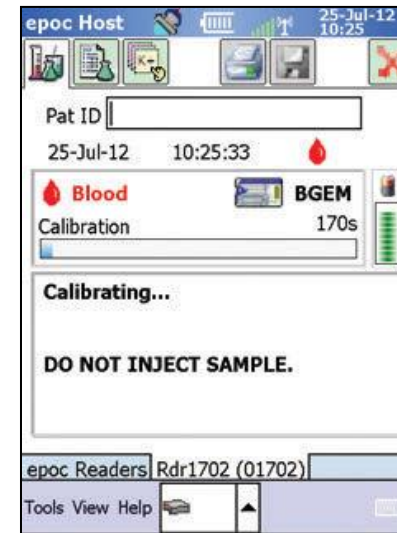 epoc Host 25-Jul-12
10:25
K+
Pat ID
25-Jul-12 10:25:33
Blood BGEM
Calibration 170s
Calibrating...
DO NOT INJECT SAMPLE.
epoc Readers Rdr1702 (01702)
Tools View Help